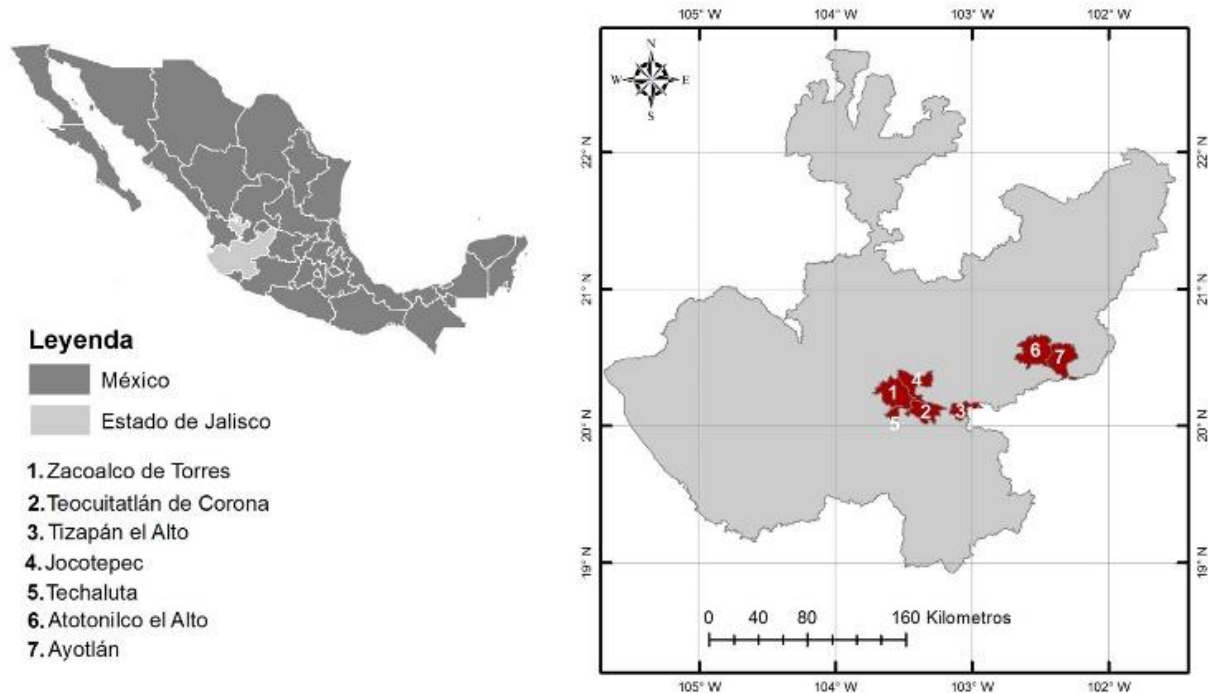 Leyenda
México
Estado de Jalisco
1. Zacoalco de Torres
2. Teocuitatlán de Corona
3. Tizapán el Alto
4. Jocotepec
5. Techaluta
6. Atotonilco el Alto
7. Ayotlán
105° W 104° W 103° W 102° W
N
W E
S
22° N 22° N
21° N 21° N
20° N 20° N
19° N 19° N
6 7
4
1
2 3
5
0 40 80 160 Kilometros
105° W 104° W 103° W 102° W